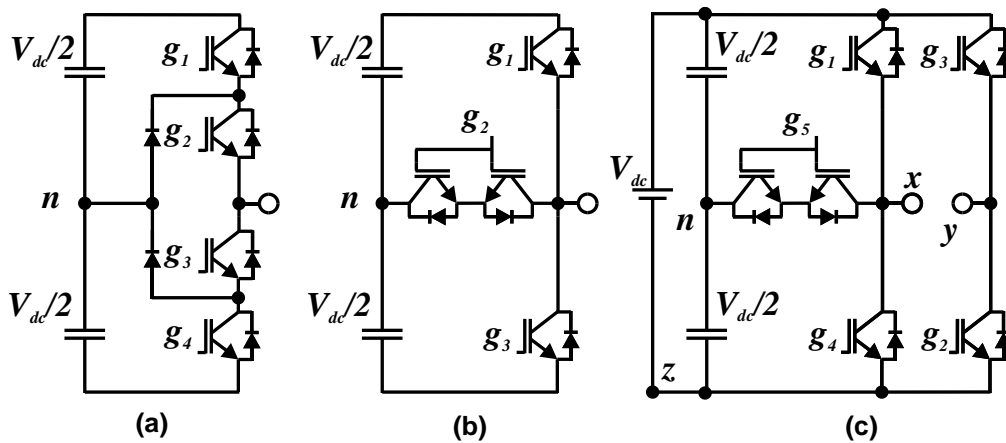 V_dc/2
g_1
g_2
n
g_3
V_dc/2
g_4
(a)
V_dc/2
g_1
g_2
n
V_dc/2
g_3
(b)
V_dc/2
g_1
g_3
g_5
V_dc
x
n
y
V_dc/2
g_4
g_2
z
(c)